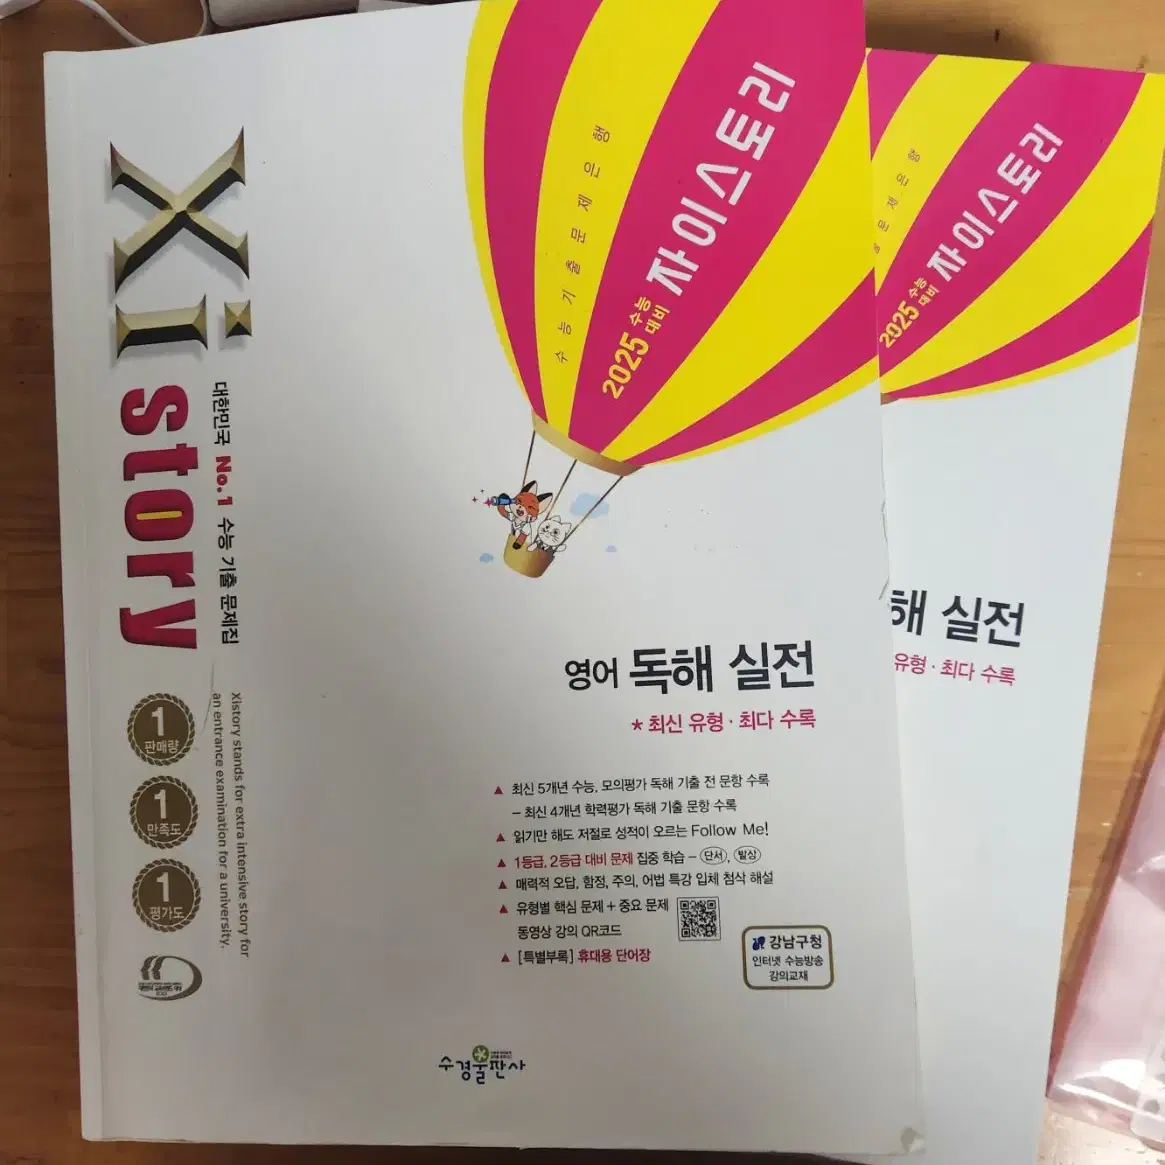 수능기출문제은행
2025 수능 대비 자이스토리
Xi story
대한민국 No.1 수능 기출 문제집
Xistory stands for extra intensive story for
an entrance examination for a university.
1
판매량
1
만족도
1
평가도
영어 독해 실전
* 최신 유형 · 최다 수록
▲ 최신 5개년 수능, 모의평가 독해 기출 전 문항 수록
– 최신 4개년 학력평가 독해 기출 문항 수록
▲ 읽기만 해도 저절로 성적이 오르는 Follow Me!
▲ 1등급, 2등급 대비 문제 집중 학습 – 단서, 발상
▲ 매력적 오답, 함정, 주의, 어법 특강 입체 첨삭 해설
▲ 유형별 핵심 문제 + 중요 문제
동영상 강의 QR코드
▲ [특별부록] 휴대용 단어장
강남구청
인터넷 수능방송
강의교재
수경출판사
문제은행
2025 수능 대비 자이스토리
해 실전
유형 · 최다 수록